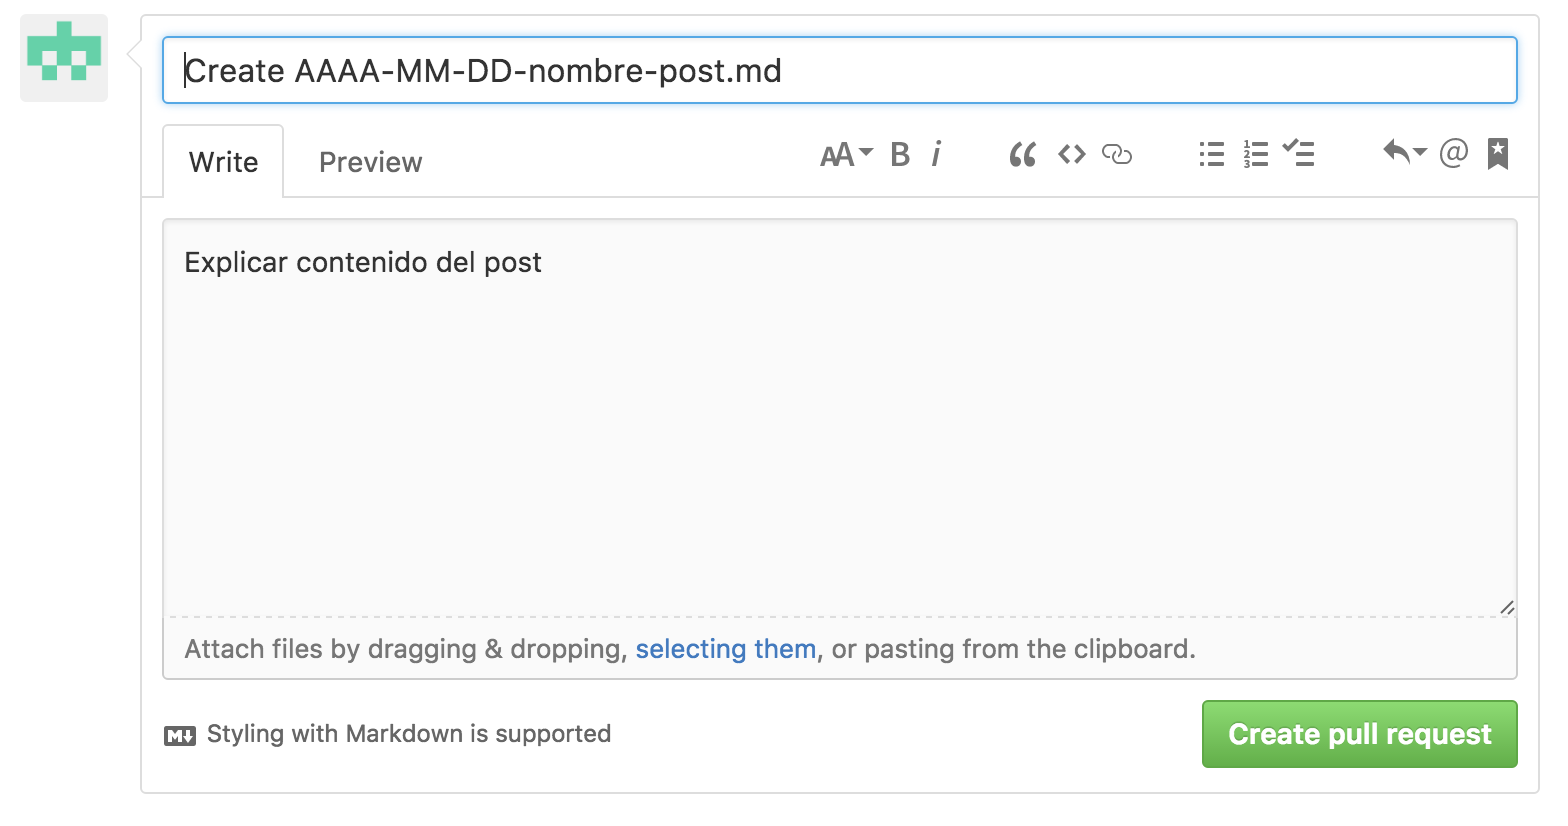 Create AAAA-MM-DD-nombre-post.md
Write Preview AA B i @
Explicar contenido del post
Attach files by dragging & dropping, selecting them, or pasting from the clipboard.
M Styling with Markdown is supported
Create pull request